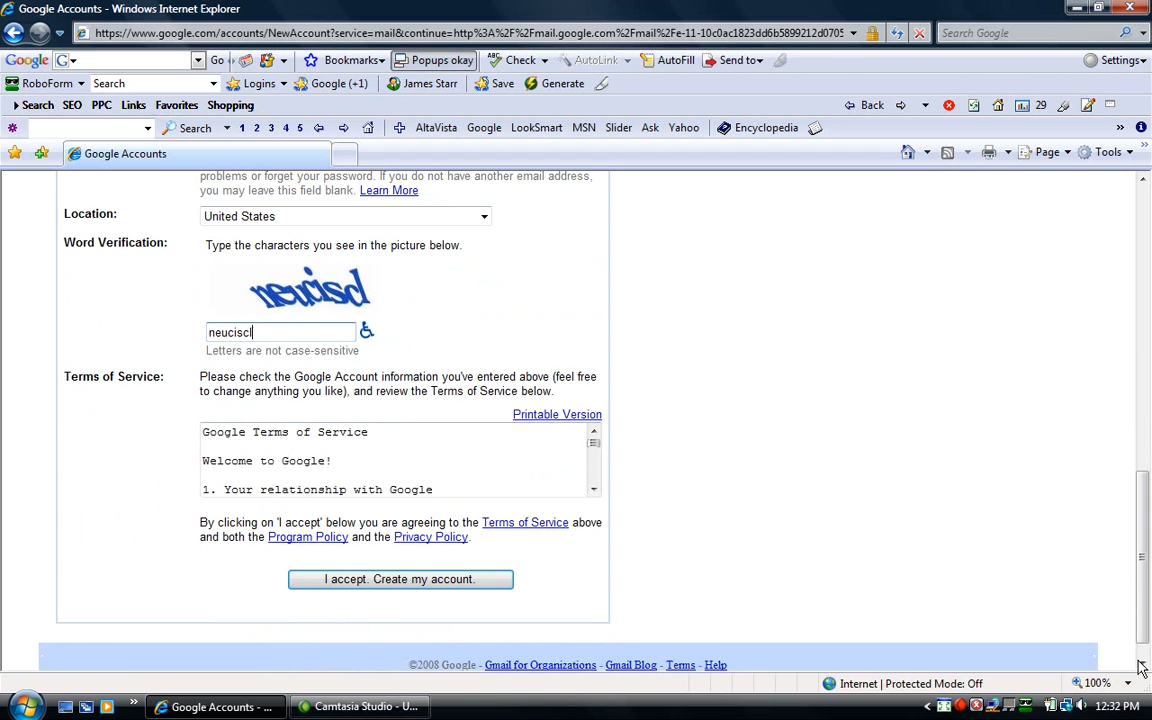 Google Accounts - Windows Internet Explorer
https://www.google.com/accounts/NewAccount?service=mail&continue=http%3A%2F%2Fmail.google.com%2Fmail%2Fe-11-10c0ac1823dd6b5899212d0705
Search Google
Google G Go Bookmarks Popups okay Check AutoLink AutoFill Send to Settings
RoboForm Search Logins Google (+1) James Starr Save Generate
Search SEO PPC Links Favorites Shopping Back 29
Search 1 2 3 4 5 AltaVista Google LookSmart MSN Slider Ask Yahoo Encyclopedia »
Google Accounts Page Tools »
problems or forget your password. If you do not have another email address,
you may leave this field blank. Learn More
Location: United States
Word Verification: Type the characters you see in the picture below.
neuciscl
neuciscl
Letters are not case-sensitive
Terms of Service: Please check the Google Account information you've entered above (feel free
to change anything you like), and review the Terms of Service below.
Printable Version
Google Terms of Service
Welcome to Google!
1. Your relationship with Google
By clicking on 'I accept' below you are agreeing to the Terms of Service above
and both the Program Policy and the Privacy Policy.
I accept. Create my account.
©2008 Google - Gmail for Organizations - Gmail Blog - Terms - Help
Internet | Protected Mode: Off 100%
» Google Accounts - ... Camtasia Studio - U... 12:32 PM